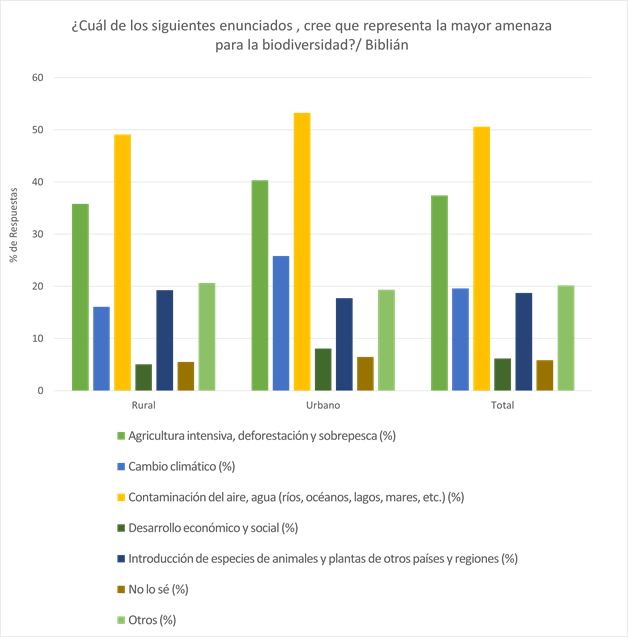 ¿Cuál de los siguientes enunciados , cree que representa la mayor amenaza
para la biodiversidad?/ Biblián
60
50
40
30
20
10
0
% de Respuestas
Rural
Urbano
Total
Agricultura intensiva, deforestación y sobrepesca (%)
Cambio climático (%)
Contaminación del aire, agua (ríos, océanos, lagos, mares, etc.) (%)
Desarrollo económico y social (%)
Introducción de especies de animales y plantas de otros países y regiones (%)
No lo sé (%)
Otros (%)